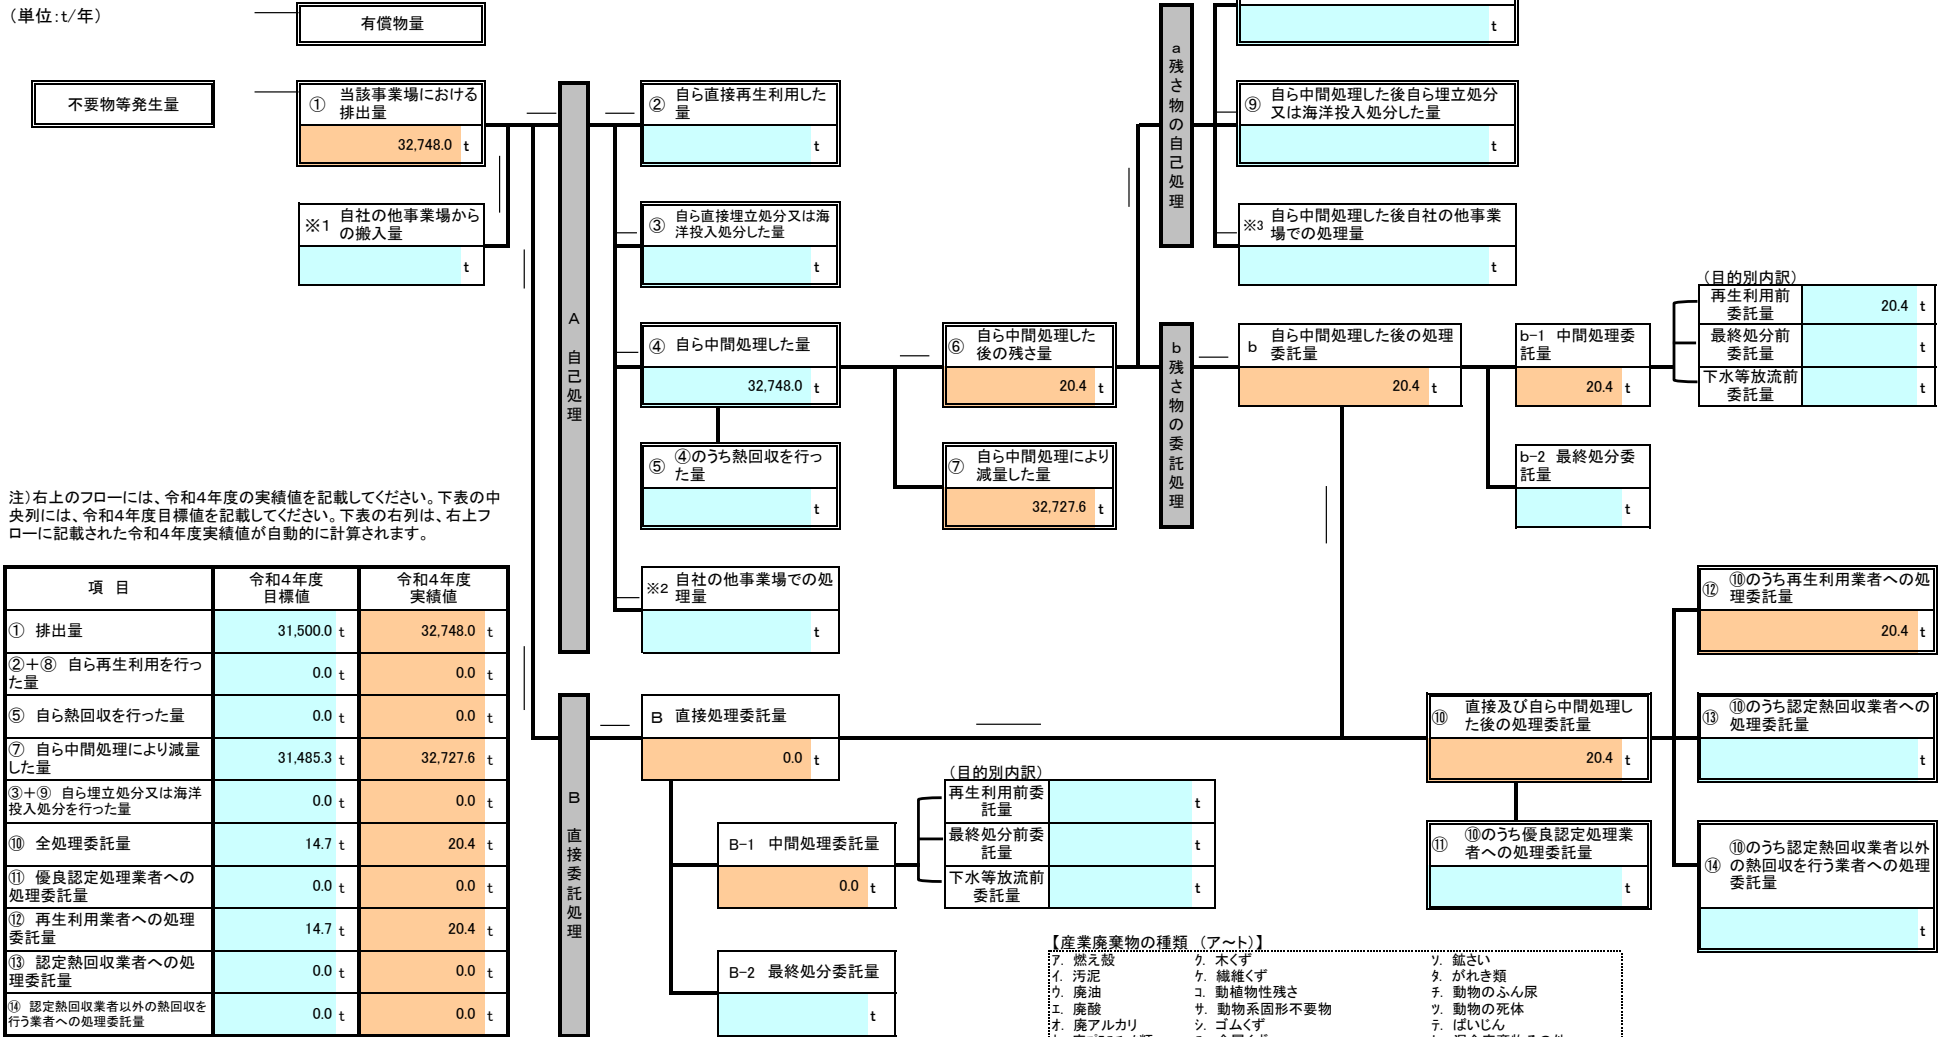 (単位:t/年)
有償物量
不要物等発生量
① 当該事業場における
排出量
32,748.0 t
※1 自社の他事業場から
の搬入量
t
A 自己処理
② 自ら直接再生利用した
量
t
③ 自ら直接埋立処分又は海
洋投入処分した量
t
④ 自ら中間処理した量
32,748.0 t
⑤ ④のうち熱回収を行っ
た量
t
※2 自社の他事業場での処
理量
t
⑥ 自ら中間処理した
後の残さ量
20.4 t
⑦ 自ら中間処理により
減量した量
32,727.6 t
a 残さ物の自己処理
t
⑨ 自ら中間処理した後自ら埋立処分
又は海洋投入処分した量
t
※3 自ら中間処理した後自社の他事業
場での処理量
t
b 残さ物の委託処理
b 自ら中間処理した後の処理
委託量
20.4 t
b-1 中間処理委
託量
20.4 t
b-2 最終処分委
託量
t
(目的別内訳)
再生利用前
委託量
20.4 t
最終処分前
委託量
t
下水等放流前
委託量
t
注)右上のフローには、令和4年度の実績値を記載してください。下表の中
央列には、令和4年度目標値を記載してください。下表の右列は、右上フ
ローに記載された令和4年度実績値が自動的に計算されます。
項 目
令和4年度
目標値
令和4年度
実績値
① 排出量
31,500.0 t
32,748.0 t
②+⑧ 自ら再生利用を行っ
た量
0.0 t
0.0 t
⑤ 自ら熱回収を行った量
0.0 t
0.0 t
⑦ 自ら中間処理により減量
した量
31,485.3 t
32,727.6 t
③+⑨ 自ら埋立処分又は海洋
投入処分を行った量
0.0 t
0.0 t
⑩ 全処理委託量
14.7 t
20.4 t
⑪ 優良認定処理業者への
処理委託量
0.0 t
0.0 t
⑫ 再生利用業者への処理
委託量
14.7 t
20.4 t
⑬ 認定熱回収業者への処
理委託量
0.0 t
0.0 t
⑭ 認定熱回収業者以外の熱回収を
行う業者への処理委託量
0.0 t
0.0 t
B 直接委託処理
B 直接処理委託量
0.0 t
B-1 中間処理委託量
0.0 t
B-2 最終処分委託量
t
(目的別内訳)
再生利用前委
託量
t
最終処分前委
託量
t
下水等放流前
委託量
t
⑩ 直接及び自ら中間処理し
た後の処理委託量
20.4 t
⑪ ⑩のうち優良認定処理業
者への処理委託量
t
⑫ ⑩のうち再生利用業者への処
理委託量
20.4 t
⑬ ⑩のうち認定熱回収業者への
処理委託量
t
⑭ ⑩のうち認定熱回収業者以外
の熱回収を行う業者への処理
委託量
t
【産業廃棄物の種類 (ア~ト)】
ア. 燃え殻 ク. 木くず ソ. 鉱さい
イ. 汚泥 ケ. 繊維くず タ. がれき類
ウ. 廃油 コ. 動植物性残さ チ. 動物のふん尿
エ. 廃酸 サ. 動物系固形不要物 ツ. 動物の死体
オ. 廃アルカリ シ. ゴムくず テ. ばいじん